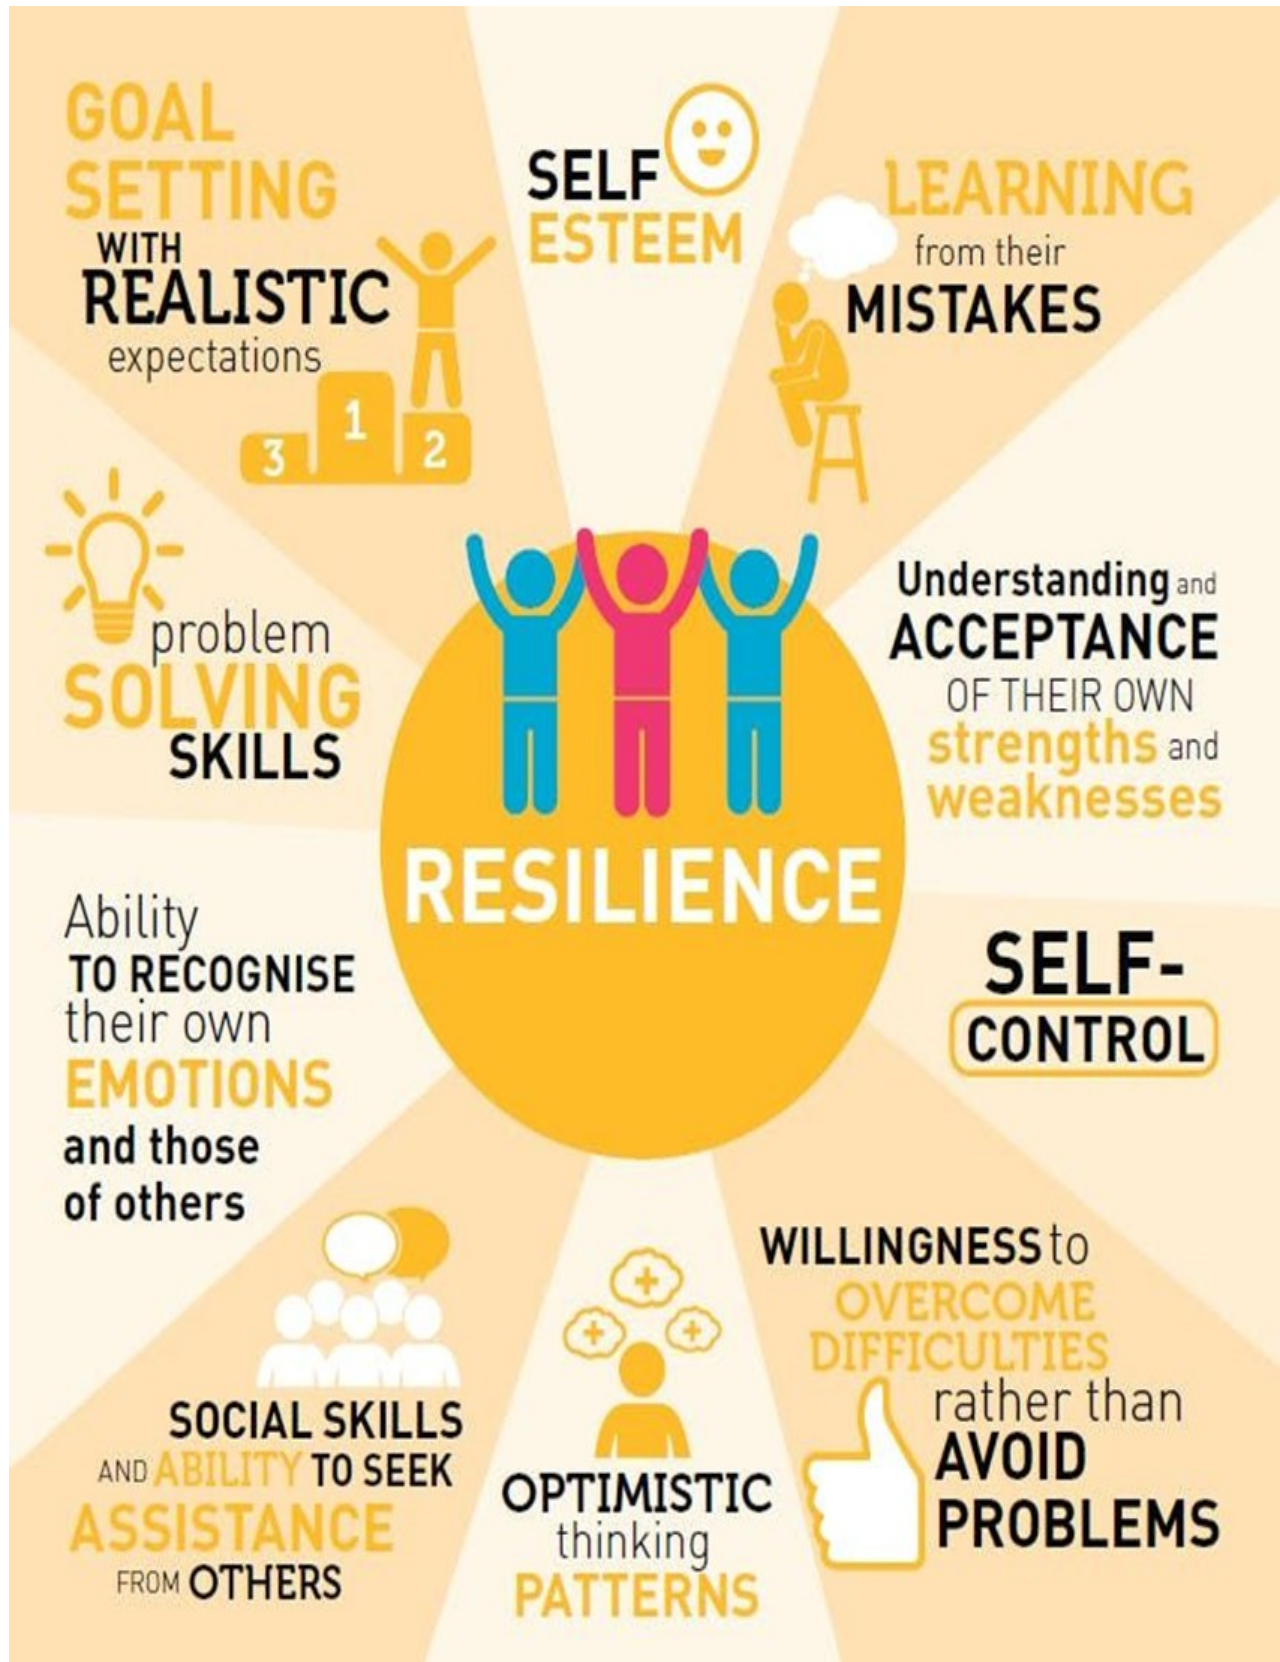 GOAL
SETTING
WITH
REALISTIC
expectations
1
2
3
SELF
ESTEEM
LEARNING
from their
MISTAKES
Understanding and
ACCEPTANCE
OF THEIR OWN
strengths and
weaknesses
SELF-
CONTROL
WILLINGNESS to
OVERCOME
DIFFICULTIES
rather than
AVOID
PROBLEMS
OPTIMISTIC
thinking
PATTERNS
SOCIAL SKILLS
AND ABILITY TO SEEK
ASSISTANCE
FROM OTHERS
Ability
TO RECOGNISE
their own
EMOTIONS
and those
of others
problem
SOLVING
SKILLS
RESILIENCE